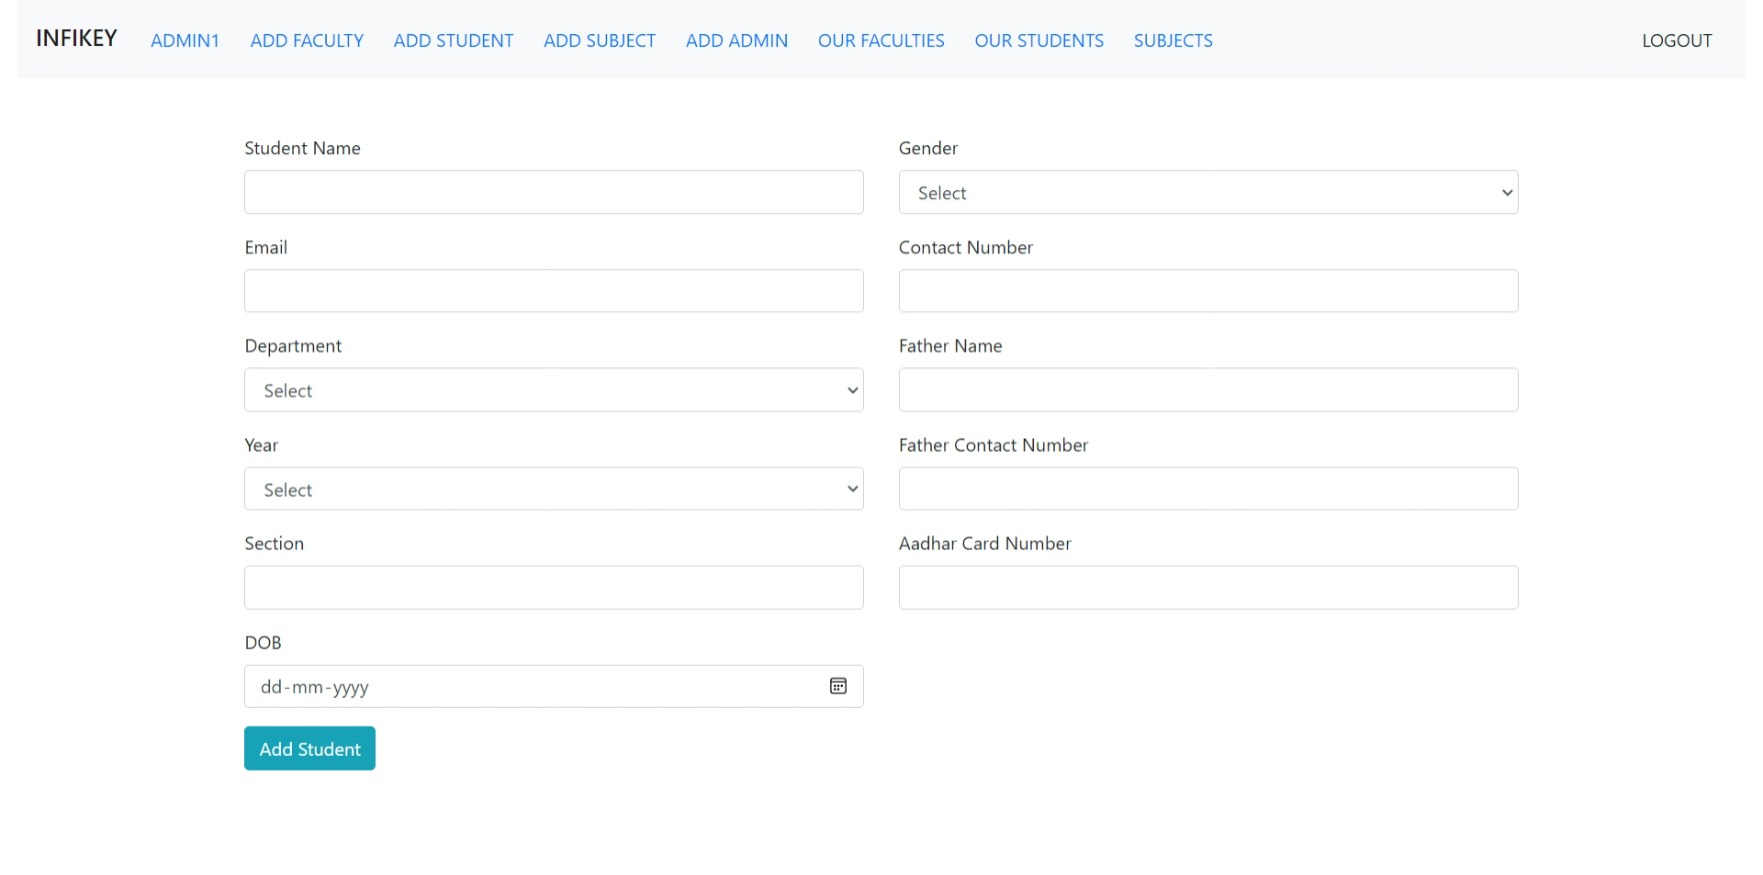 INFIKEY ADMIN1 ADD FACULTY ADD STUDENT ADD SUBJECT ADD ADMIN OUR FACULTIES OUR STUDENTS SUBJECTS LOGOUT
Student Name
Gender
Select
Email
Contact Number
Department
Father Name
Select
Year
Father Contact Number
Select
Section
Aadhar Card Number
DOB
dd-mm-yyyy
Add Student